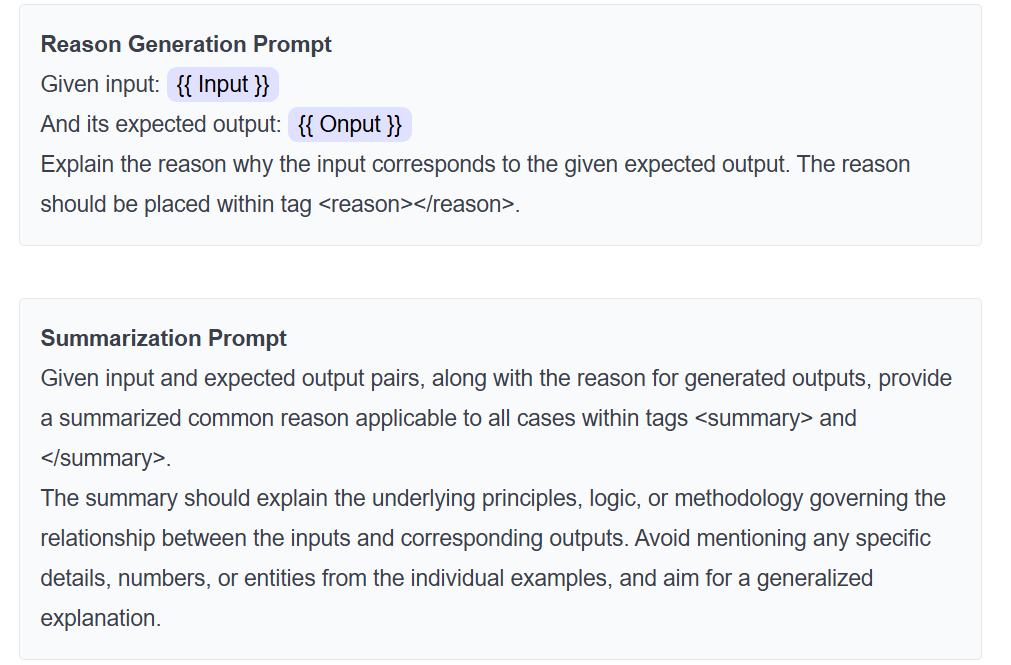 Reason Generation Prompt
Given input: {{ Input }}
And its expected output: {{ Onput }}
Explain the reason why the input corresponds to the given expected output. The reason
should be placed within tag <reason></reason>.
Summarization Prompt
Given input and expected output pairs, along with the reason for generated outputs, provide
a summarized common reason applicable to all cases within tags <summary> and
</summary>.
The summary should explain the underlying principles, logic, or methodology governing the
relationship between the inputs and corresponding outputs. Avoid mentioning any specific
details, numbers, or entities from the individual examples, and aim for a generalized
explanation.